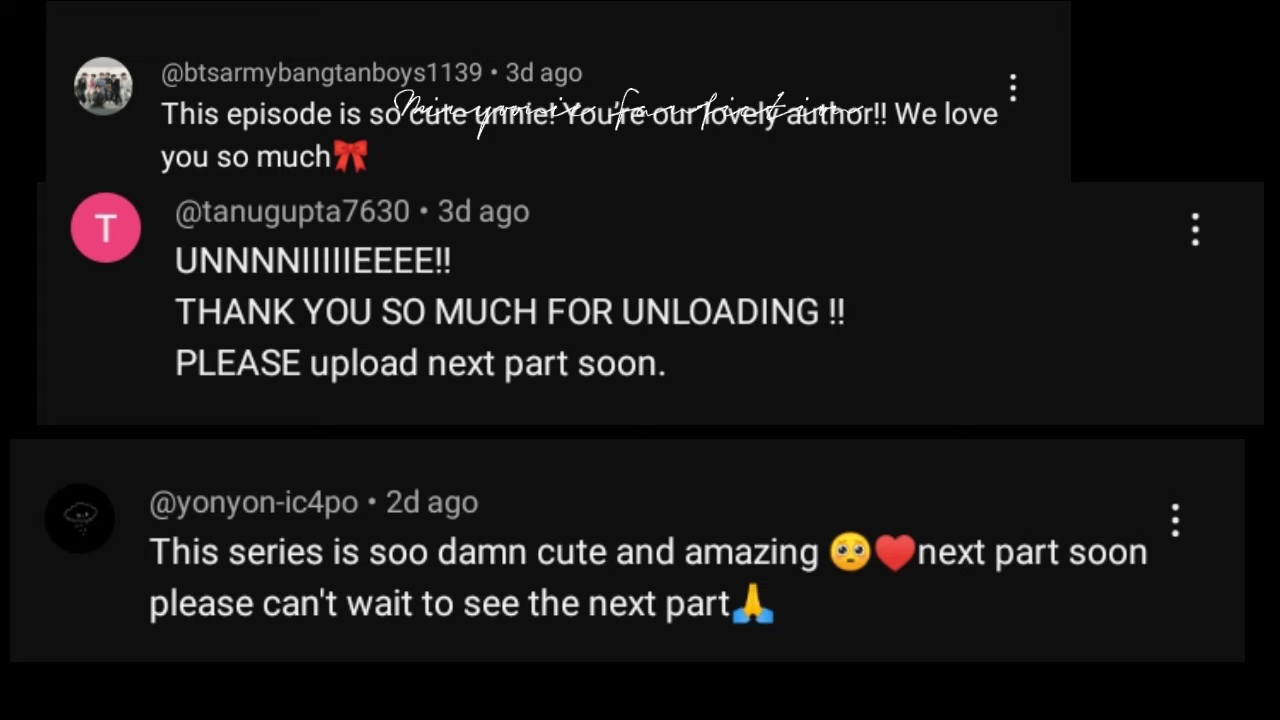 @btsarmybangtanboys1139 • 3d ago
This episode is so cute unnie! You're our lovely author!! We love
you so much🎀
T
@tanugupta7630 • 3d ago
UNNNNIIIIIEEEE!!
THANK YOU SO MUCH FOR UNLOADING !!
PLEASE upload next part soon.
@yonyon-ic4po • 2d ago
This series is soo damn cute and amazing 🥺♥️next part soon
please can't wait to see the next part🙏